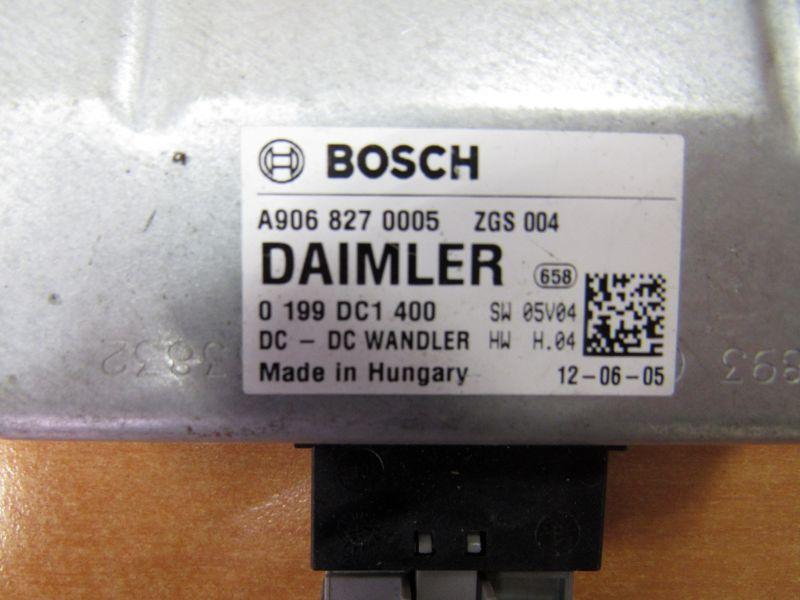 BOSCH
A906 827 0005 ZGS 004
DAIMLER 658
0 199 DC1 400 SW 05V04
DC - DC WANDLER HW H.04
Made in Hungary 12-06-05